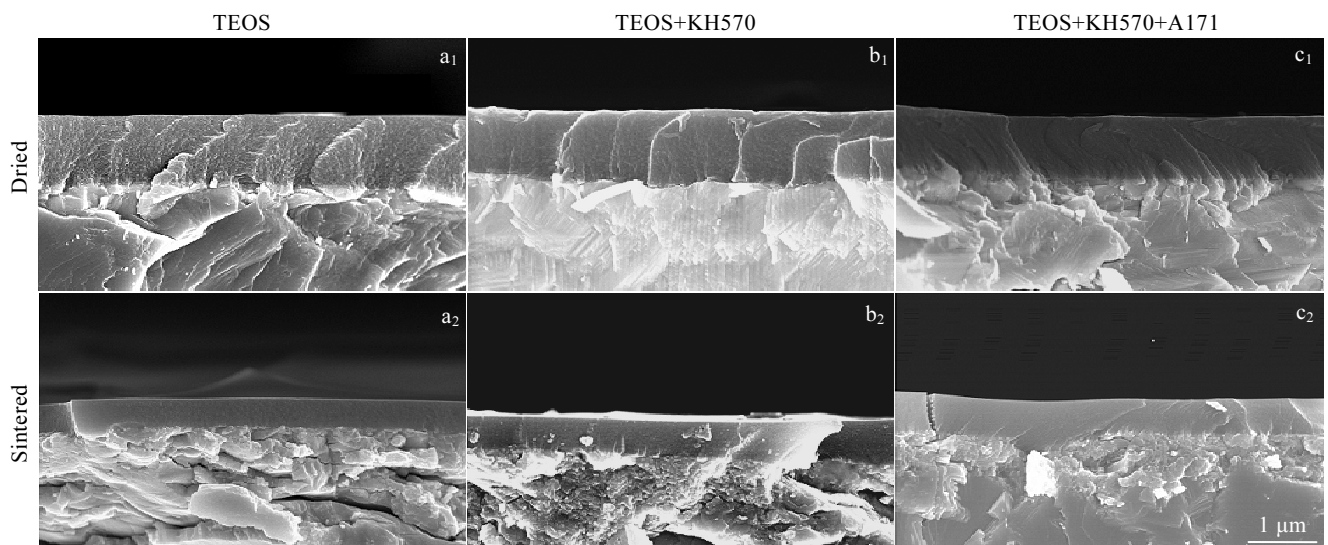 TEOS
TEOS+KH570
TEOS+KH570+A171
Dried
a₁
b₁
c₁
Sintered
a₂
b₂
c₂
1 μm